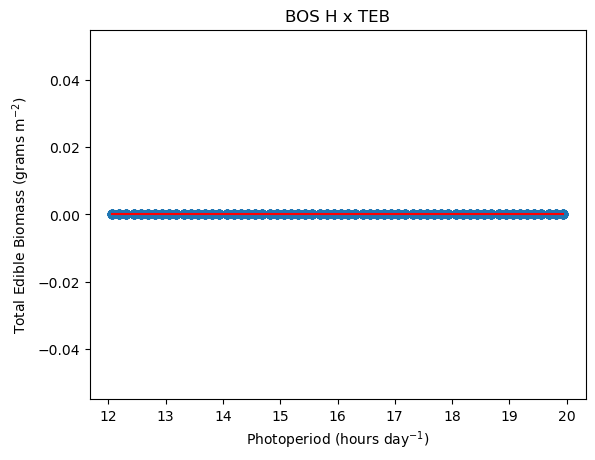 BOS H x TEB
Total Edible Biomass (grams m⁻²)
0.04
0.02
0.00
−0.02
−0.04
12 13 14 15 16 17 18 19 20
Photoperiod (hours day⁻¹)